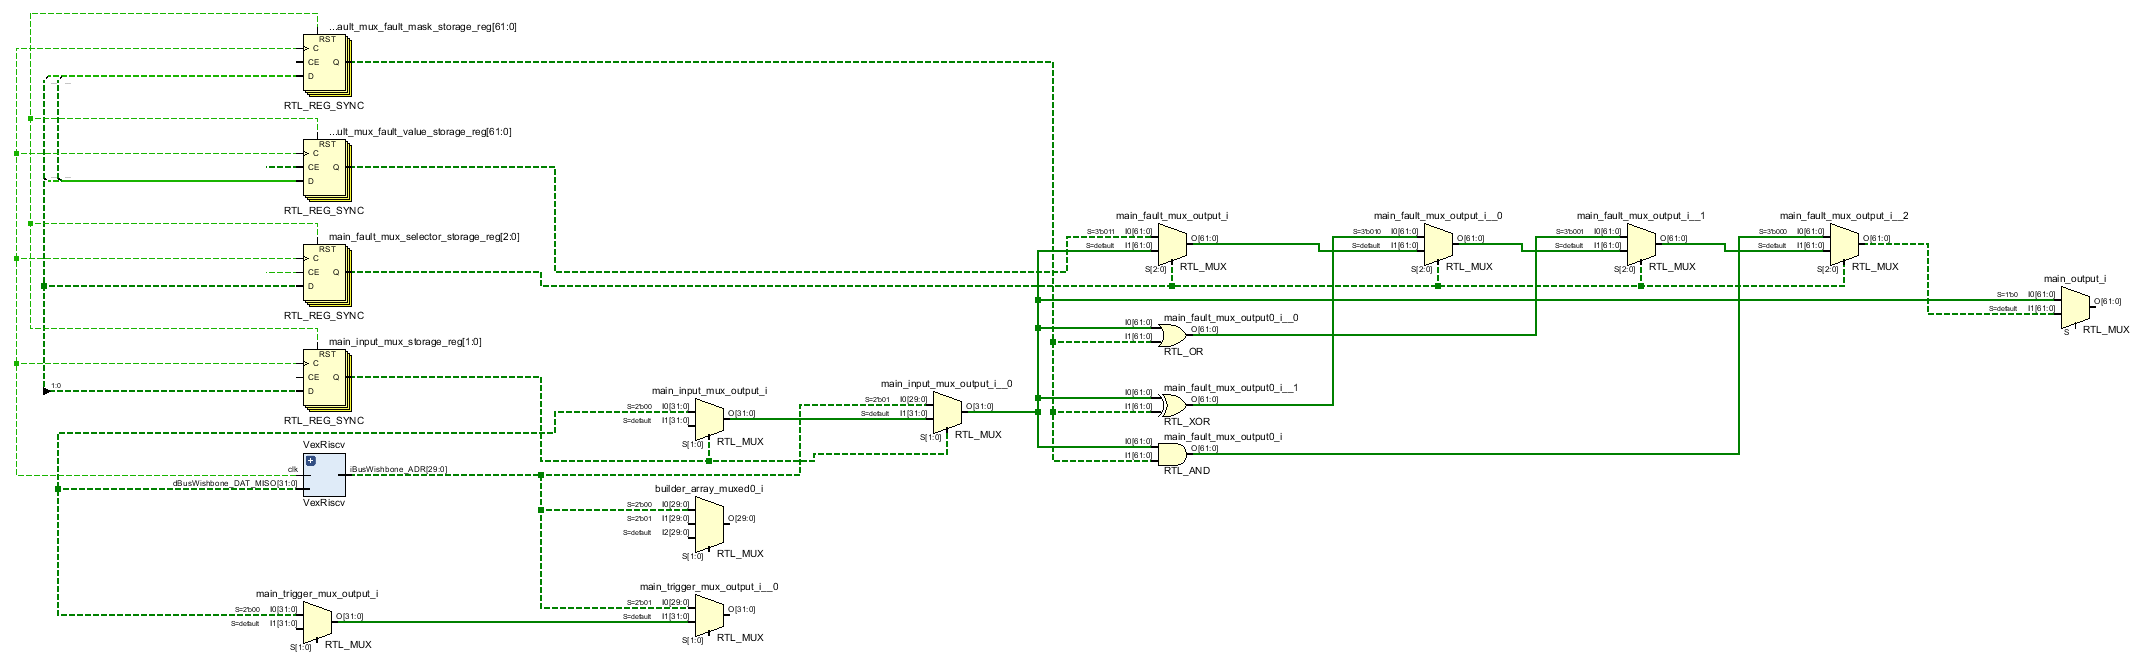 ...ault_mux_fault_mask_storage_reg[61:0]
RST
C
CE
Q
D
RTL_REG_SYNC
...ult_mux_fault_value_storage_reg[61:0]
RST
C
CE
Q
D
RTL_REG_SYNC
main_fault_mux_selector_storage_reg[2:0]
RST
C
CE
Q
D
RTL_REG_SYNC
main_input_mux_storage_reg[1:0]
RST
C
CE
Q
1:0
D
RTL_REG_SYNC
VexRiscv
clk
iBusWishbone_ADR[29:0]
dBusWishbone_DAT_MISO[31:0]
VexRiscv
main_trigger_mux_output_i
S=2'b00 I0[31:0]
O[31:0]
S=default I1[31:0]
S[1:0]
RTL_MUX
main_input_mux_output_i
S=2'b00 I0[31:0]
O[31:0]
S=default I1[31:0]
S[1:0]
RTL_MUX
builder_array_muxed0_i
S=2'b00 I0[29:0]
S=2'b01 I1[29:0]
O[29:0]
S=default I2[29:0]
S[1:0]
RTL_MUX
main_trigger_mux_output_i__0
S=2'b01 I0[29:0]
O[31:0]
S=default I1[31:0]
S[1:0]
RTL_MUX
main_input_mux_output_i__0
S=2'b01 I0[29:0]
O[31:0]
S=default I1[31:0]
S[1:0]
RTL_MUX
main_fault_mux_output_i
S=3'b011 I0[61:0]
O[61:0]
S=default I1[61:0]
S[2:0]
RTL_MUX
main_fault_mux_output0_i__0
I0[61:0]
O[61:0]
I1[61:0]
RTL_OR
main_fault_mux_output0_i__1
I0[61:0]
O[61:0]
I1[61:0]
RTL_XOR
main_fault_mux_output0_i
I0[61:0]
O[61:0]
I1[61:0]
RTL_AND
main_fault_mux_output_i__0
S=3'b010 I0[61:0]
O[61:0]
S=default I1[61:0]
S[2:0]
RTL_MUX
main_fault_mux_output_i__1
S=3'b001 I0[61:0]
O[61:0]
S=default I1[61:0]
S[2:0]
RTL_MUX
main_fault_mux_output_i__2
S=3'b000 I0[61:0]
O[61:0]
S=default I1[61:0]
S[2:0]
RTL_MUX
main_output_i
S=1'b0 I0[61:0]
O[61:0]
S=default I1[61:0]
S
RTL_MUX